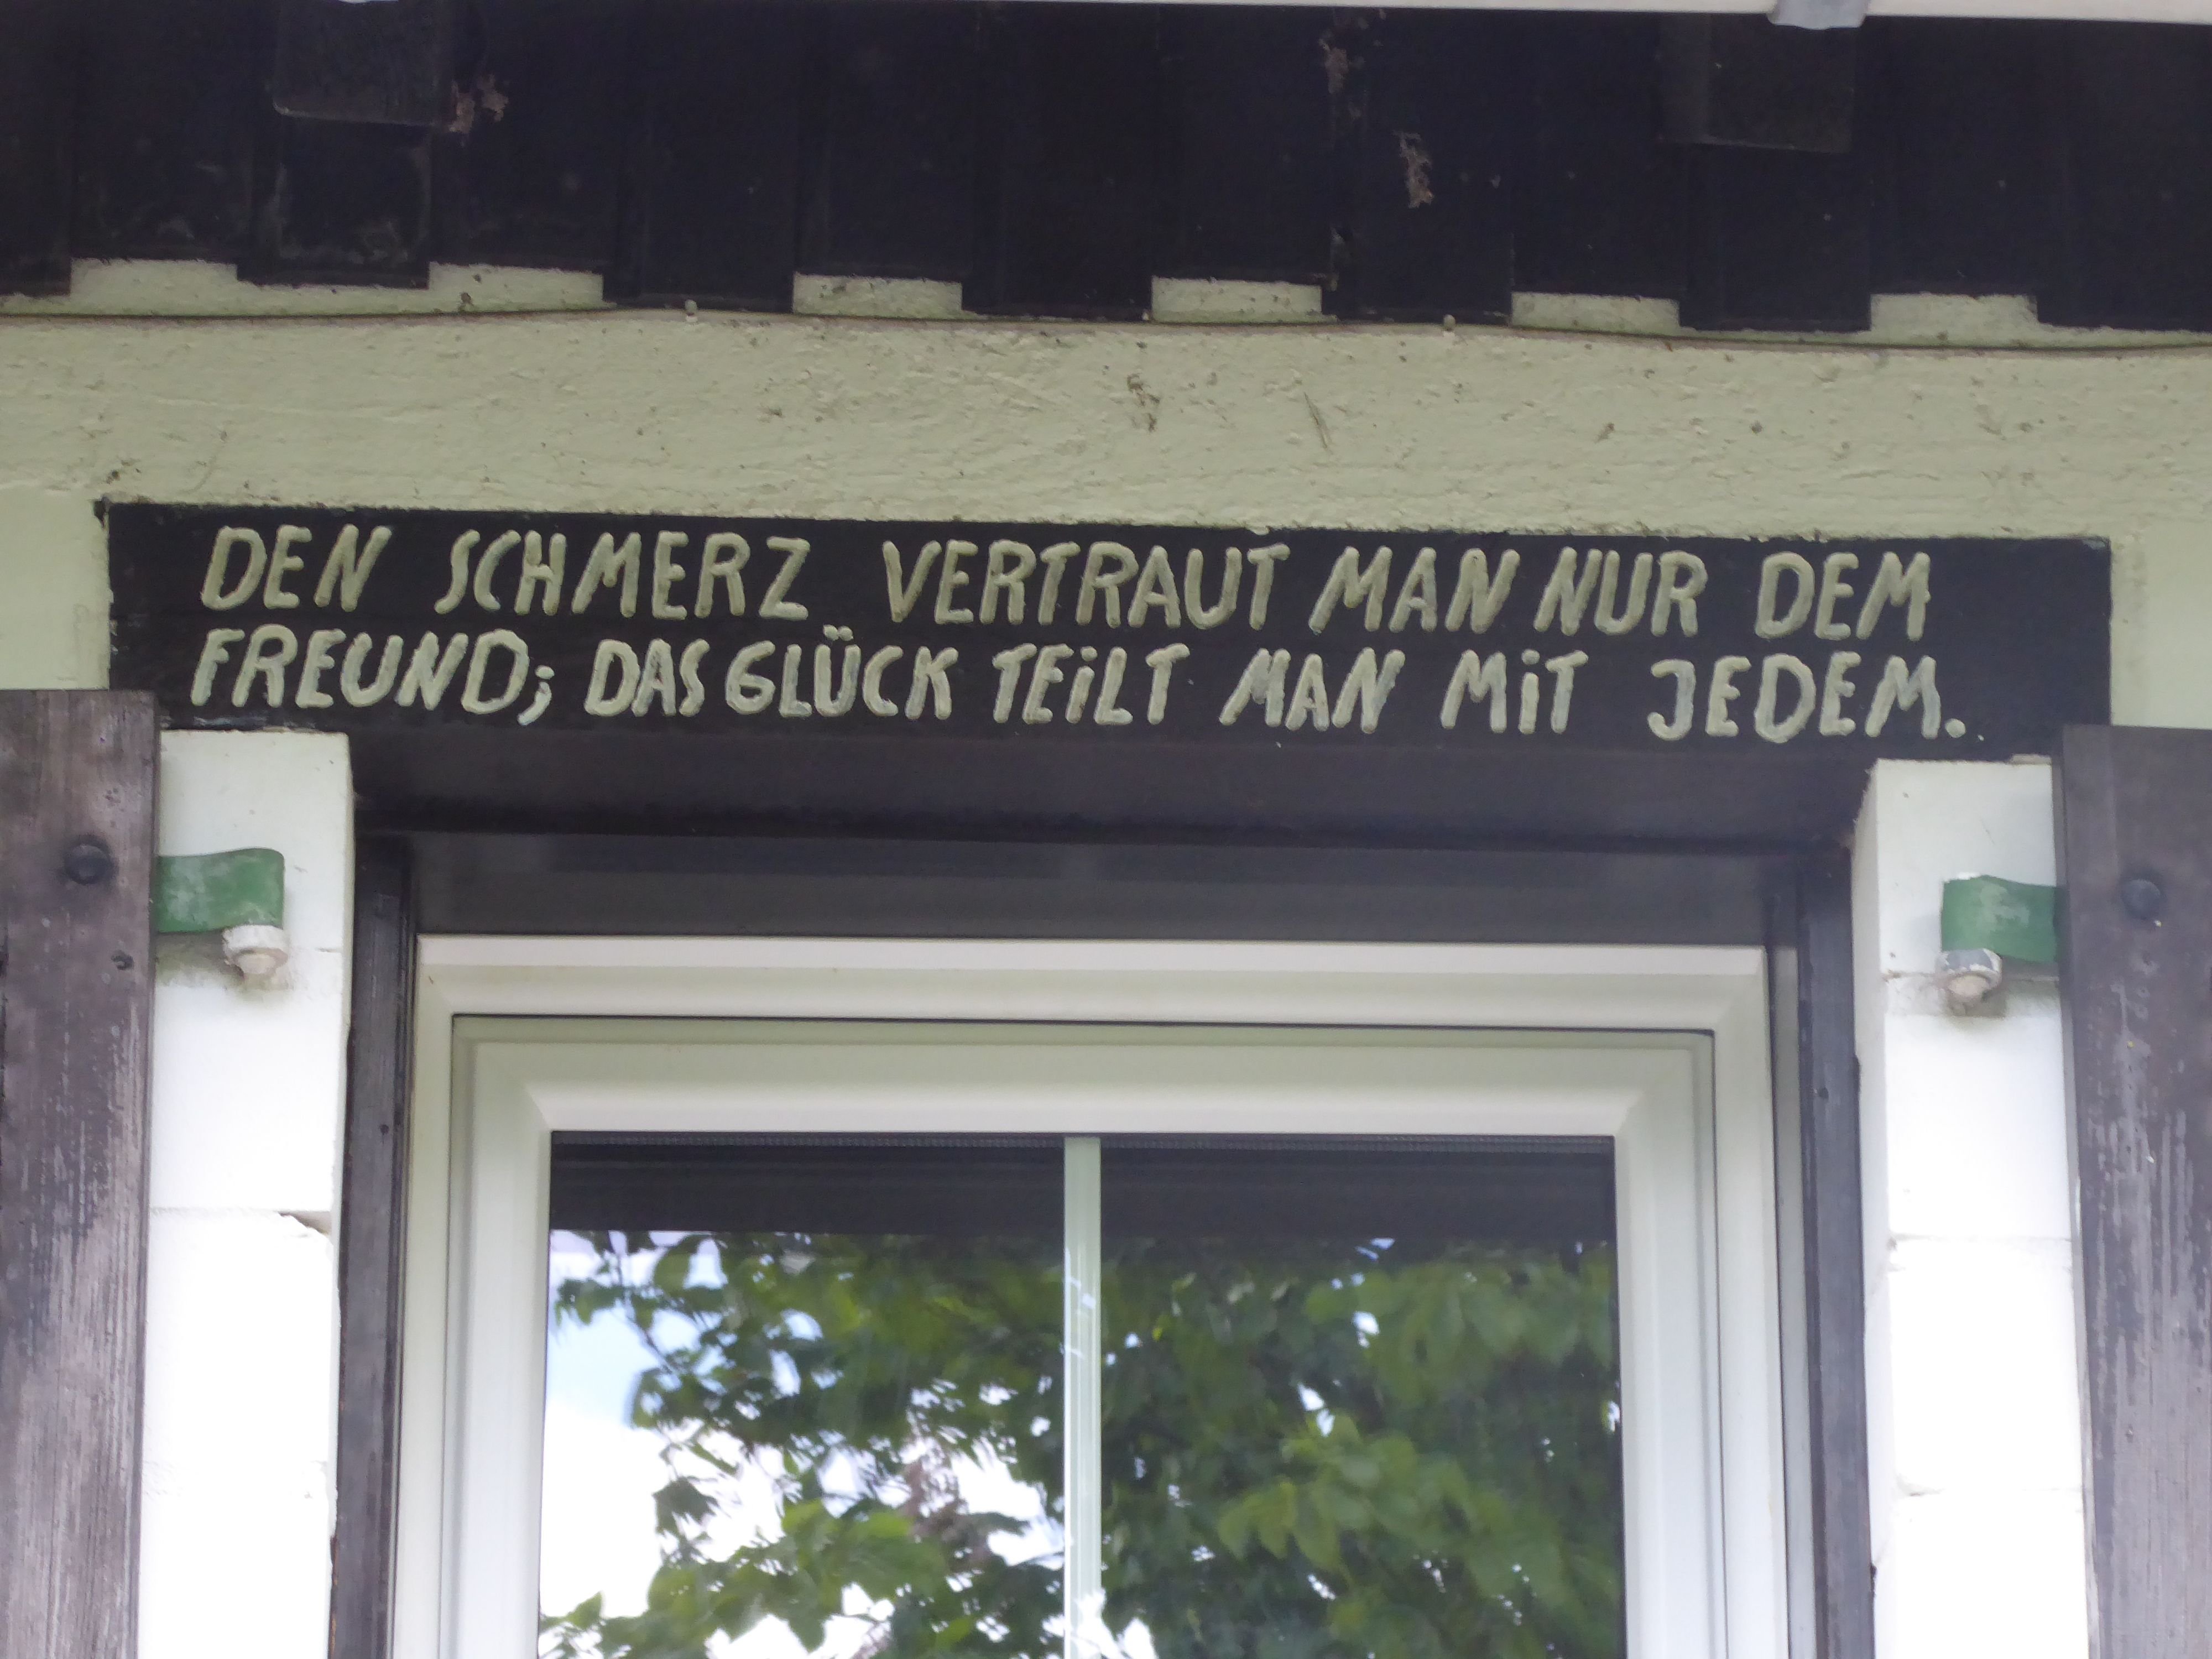 DEN SCHMERZ VERTRAUT MAN NUR DEM
FREUND; DAS GLÜCK TEiLT MAN MiT JEDEM.